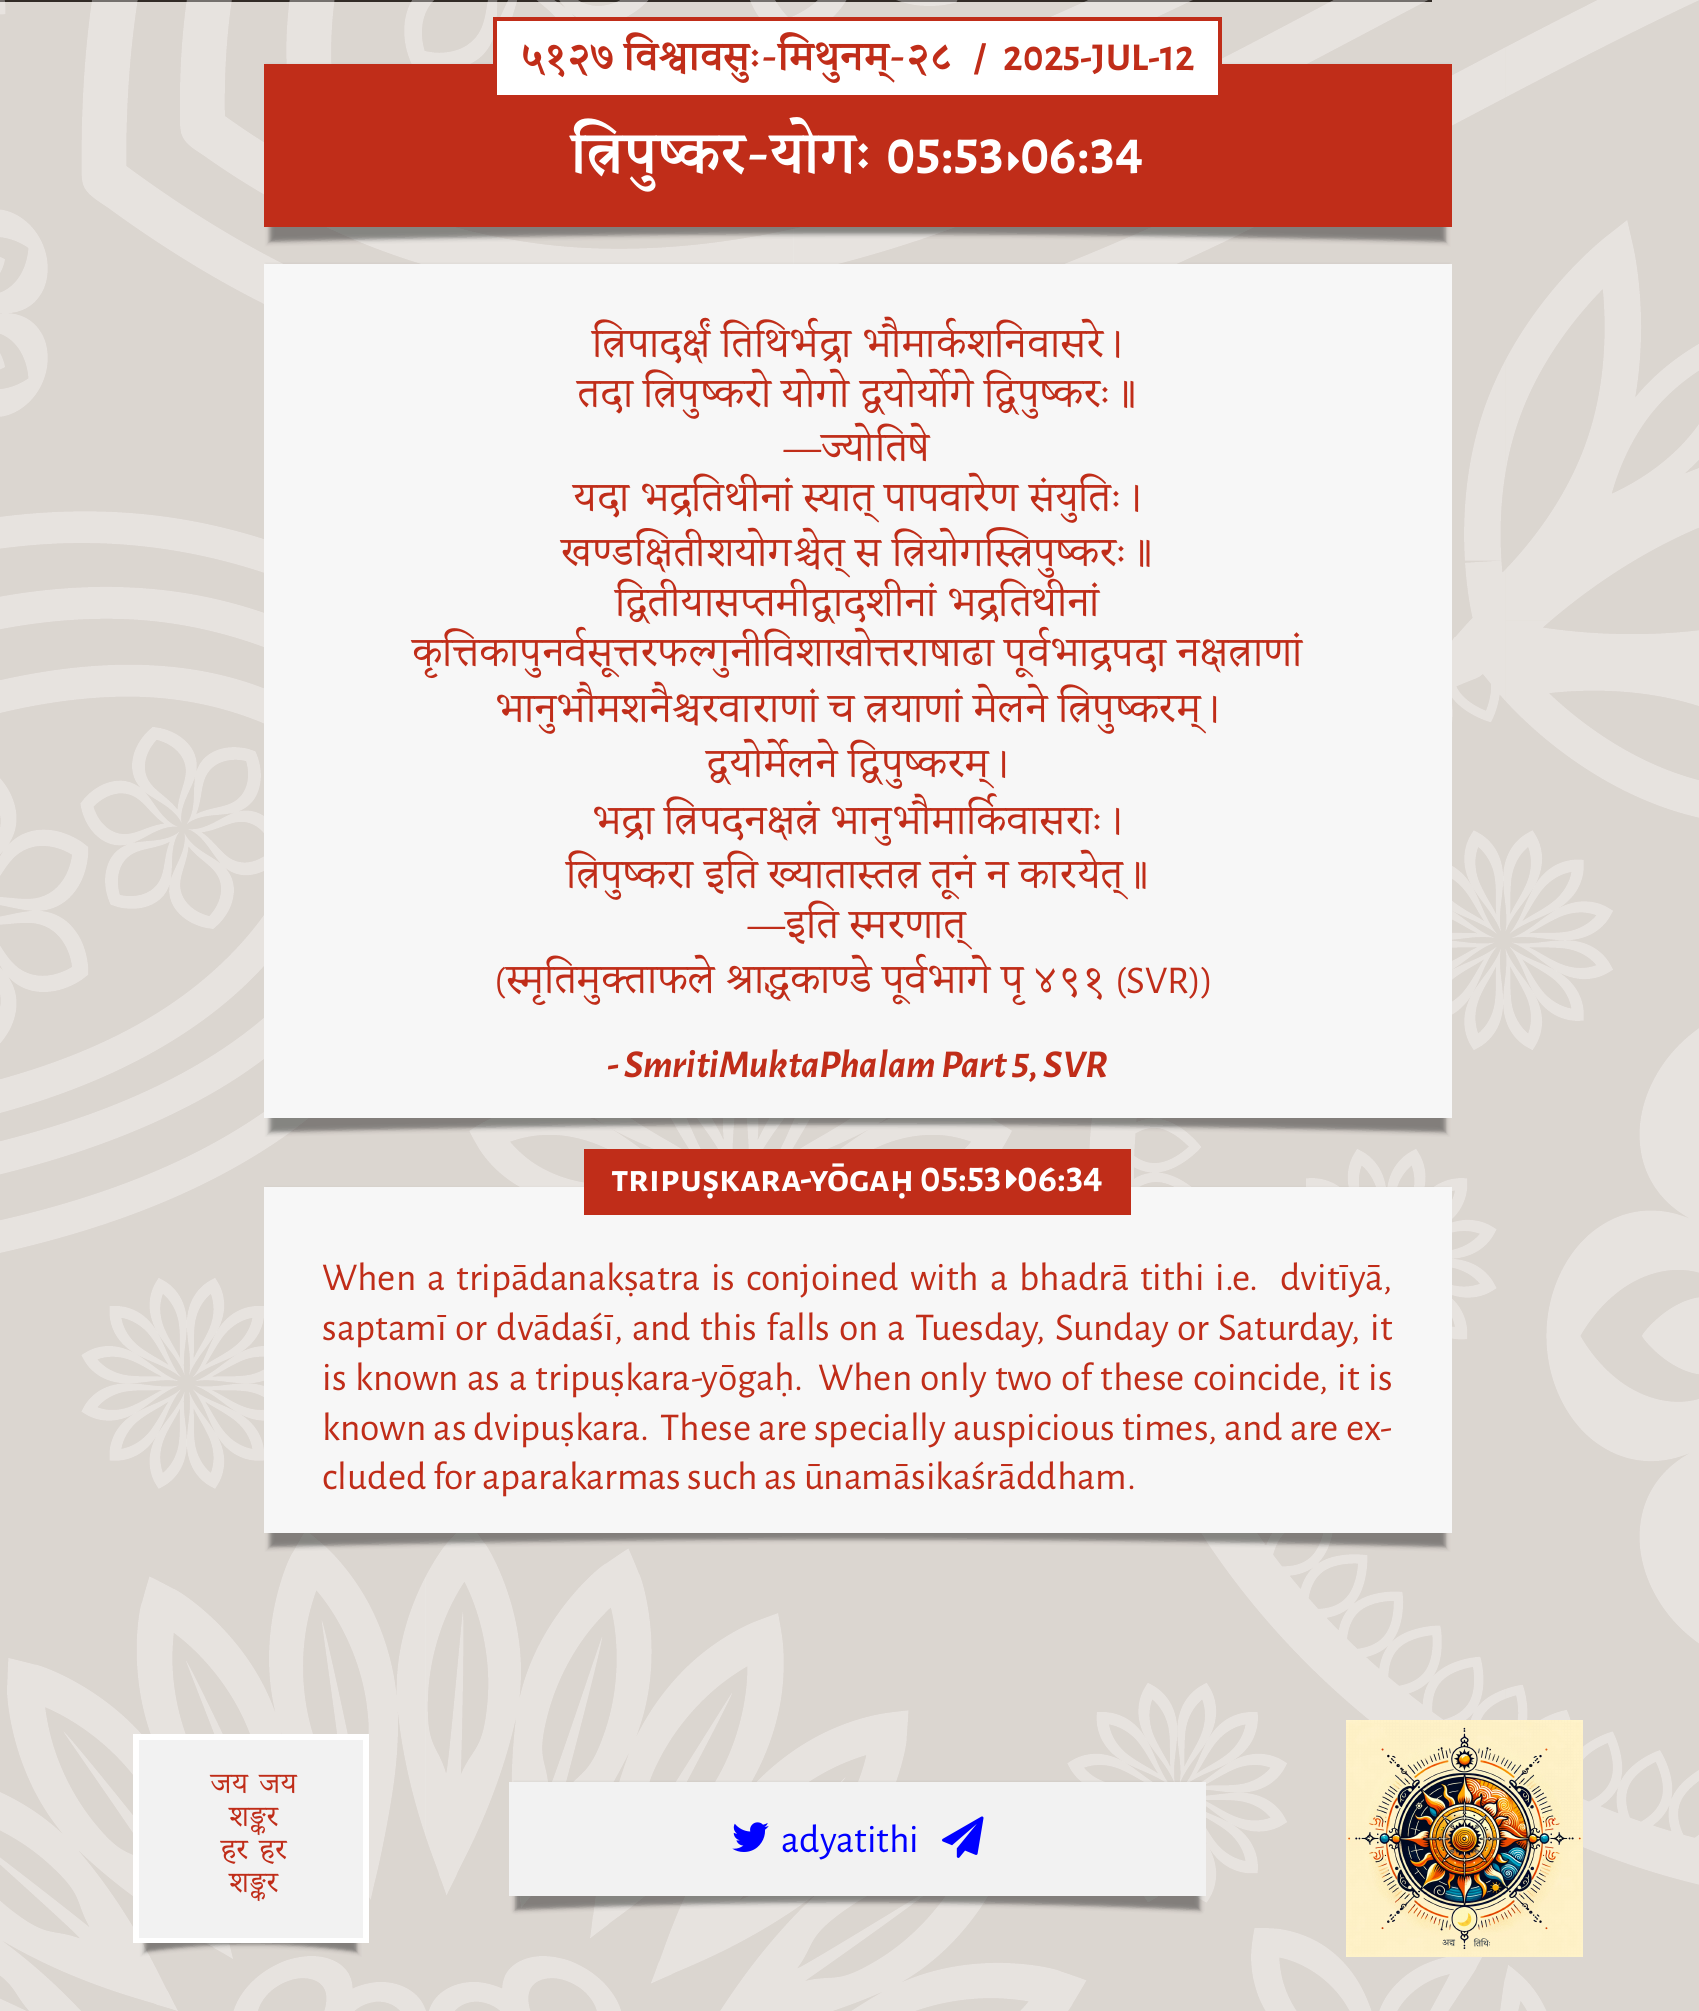 ५१२७ विश्वावसुः-मिथुनम्-२८ / 2025-JUL-12
त्रिपुष्कर-योगः 05:53▸06:34
त्रिपादर्क्षं तिथिर्भद्रा भौमार्कशनिवासरे।
तदा त्रिपुष्करो योगो द्वयोर्योगे द्विपुष्करः॥
—ज्योतिषे
यदा भद्रतिथीनां स्यात् पापवारेण संयुतिः।
खण्डक्षितीशयोगश्चेत् स त्रियोगस्त्रिपुष्करः॥
द्वितीयासप्तमीद्वादशीनां भद्रतिथीनां
कृत्तिकापुनर्वसूत्तरफल्गुनीविशाखोत्तराषाढा पूर्वभाद्रपदा नक्षत्राणां
भानुभौमशनैश्चरवाराणां च त्रयाणां मेलने त्रिपुष्करम्।
द्वयोर्मेलने द्विपुष्करम्।
भद्रा त्रिपदनक्षत्रं भानुभौमार्किवासराः।
त्रिपुष्करा इति ख्यातास्तत्र तूनं न कारयेत्॥
—इति स्मरणात्
(स्मृतिमुक्ताफले श्राद्धकाण्डे पूर्वभागे पृ ४९१ (SVR))
- SmritiMuktaPhalam Part 5, SVR
TRIPUṢKARA-YŌGAḤ 05:53▸06:34
When a tripādanakṣatra is conjoined with a bhadrā tithi i.e. dvitīyā,
saptamī or dvādaśī, and this falls on a Tuesday, Sunday or Saturday, it
is known as a tripuṣkara-yōgaḥ. When only two of these coincide, it is
known as dvipuṣkara. These are specially auspicious times, and are ex-
cluded for aparakarmas such as ūnamāsikaśrāddham.
जय जय
शङ्कर
हर हर
शङ्कर
adyatithi
अद्य तिथिः